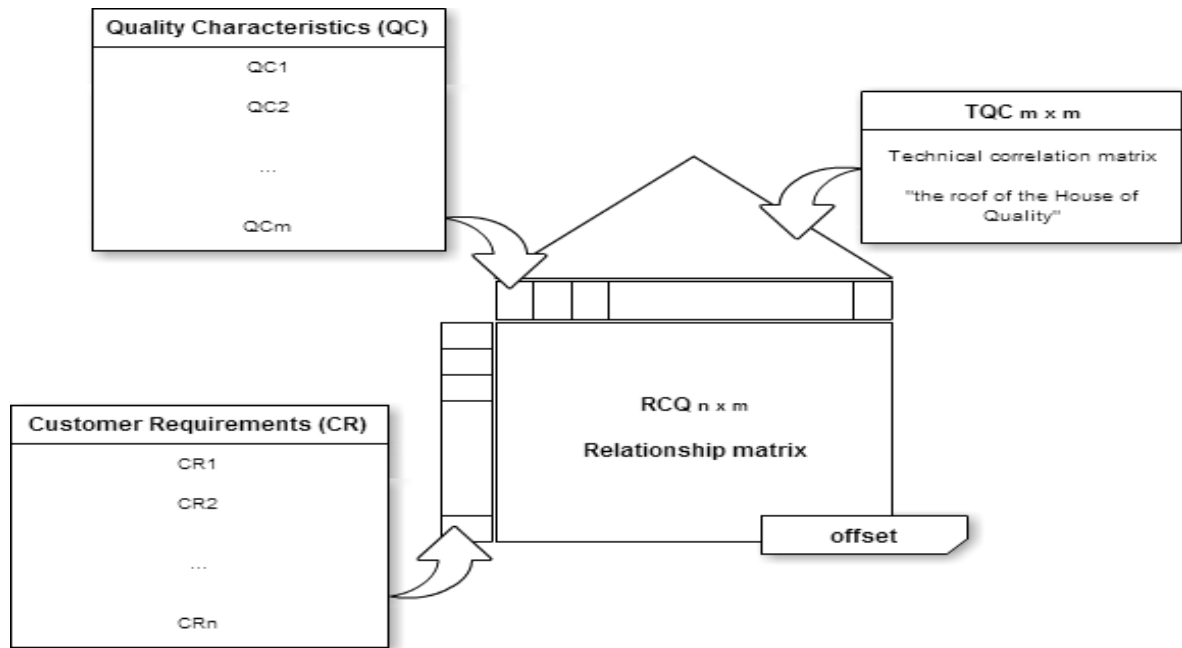 Quality Characteristics (QC)
QC1
QC2
...
QCm
TQC m x m
Technical correlation matrix
"the roof of the House of
Quality"
RCQ n x m
Relationship matrix
Customer Requirements (CR)
CR1
CR2
...
CRn
offset